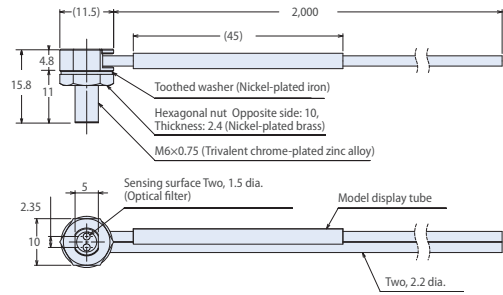 (11.5)
2,000
(45)
4.8
15.8
11
Toothed washer (Nickel-plated iron)
Hexagonal nut Opposite side: 10,
Thickness: 2.4 (Nickel-plated brass)
M6×0.75 (Trivalent chrome-plated zinc alloy)
Sensing surface Two, 1.5 dia.
(Optical filter)
5
2.35
10
Model display tube
Two, 2.2 dia.